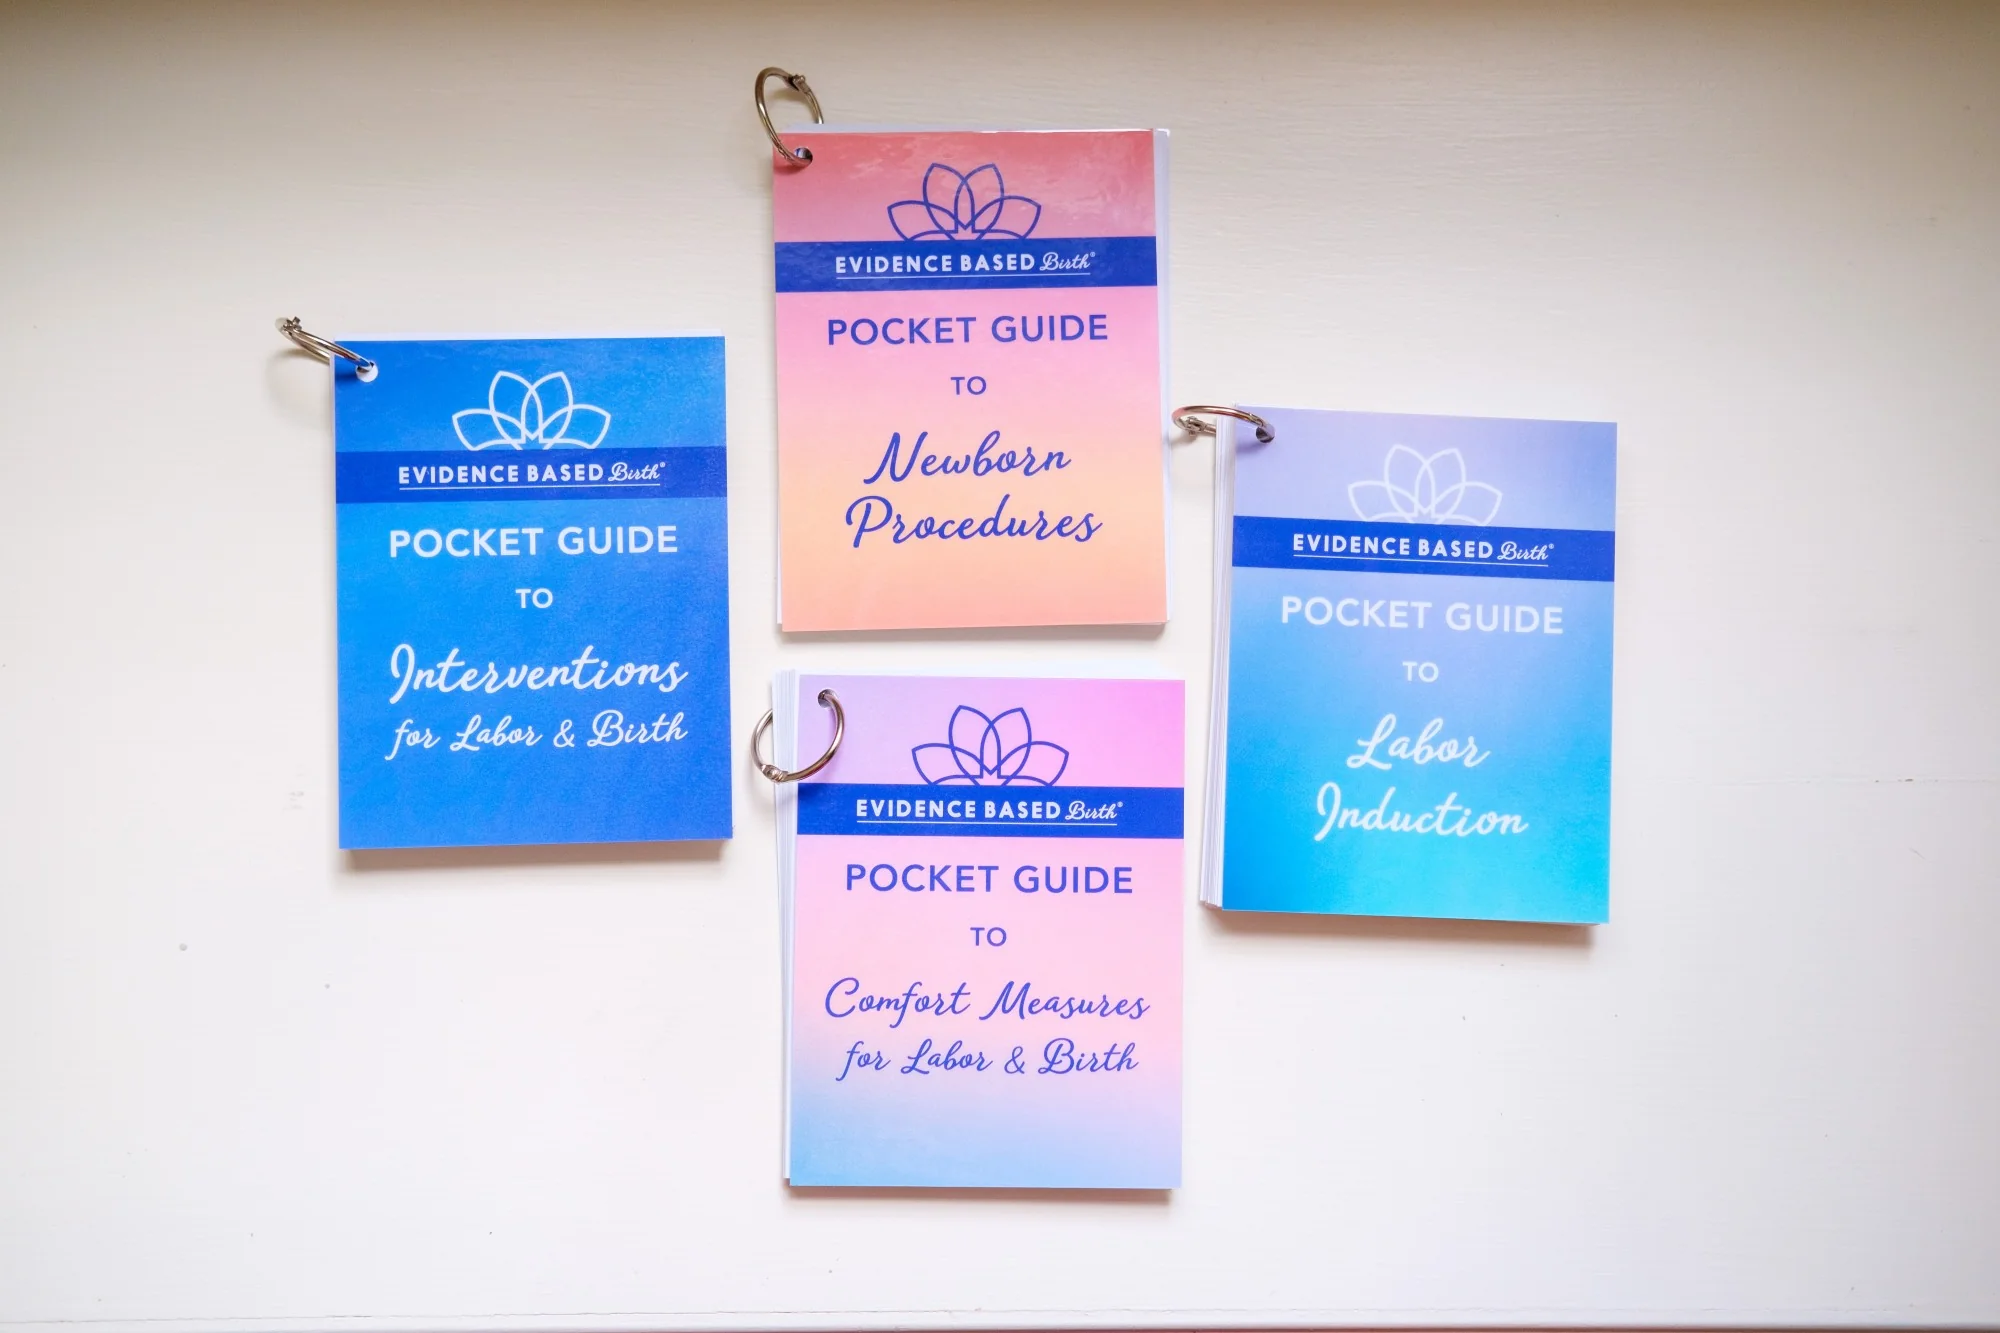 EVIDENCE BASED Birth®
POCKET GUIDE
TO
Newborn
Procedures
EVIDENCE BASED Birth®
POCKET GUIDE
TO
Interventions
for Labor & Birth
EVIDENCE BASED Birth®
POCKET GUIDE
TO
Labor
Induction
EVIDENCE BASED Birth®
POCKET GUIDE
TO
Comfort Measures
for Labor & Birth